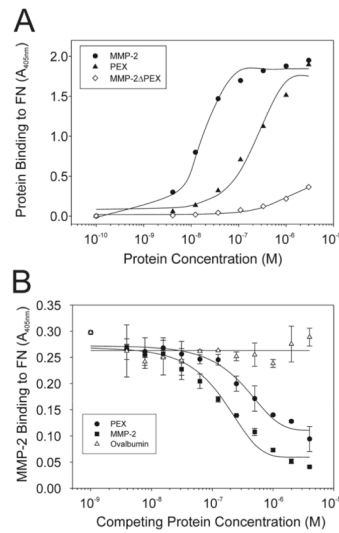 A
Protein Binding to FN (A405nm)
2.0
1.5
1.0
0.5
0.0
MMP-2
PEX
MMP-2ΔPEX
10-10 10-9 10-8 10-7 10-6 10-5
Protein Concentration (M)
B
MMP-2 Binding to FN (A405nm)
0.35
0.30
0.25
0.20
0.15
0.10
0.05
0.00
PEX
MMP-2
Ovalbumin
10-9 10-8 10-7 10-6 10-5
Competing Protein Concentration (M)